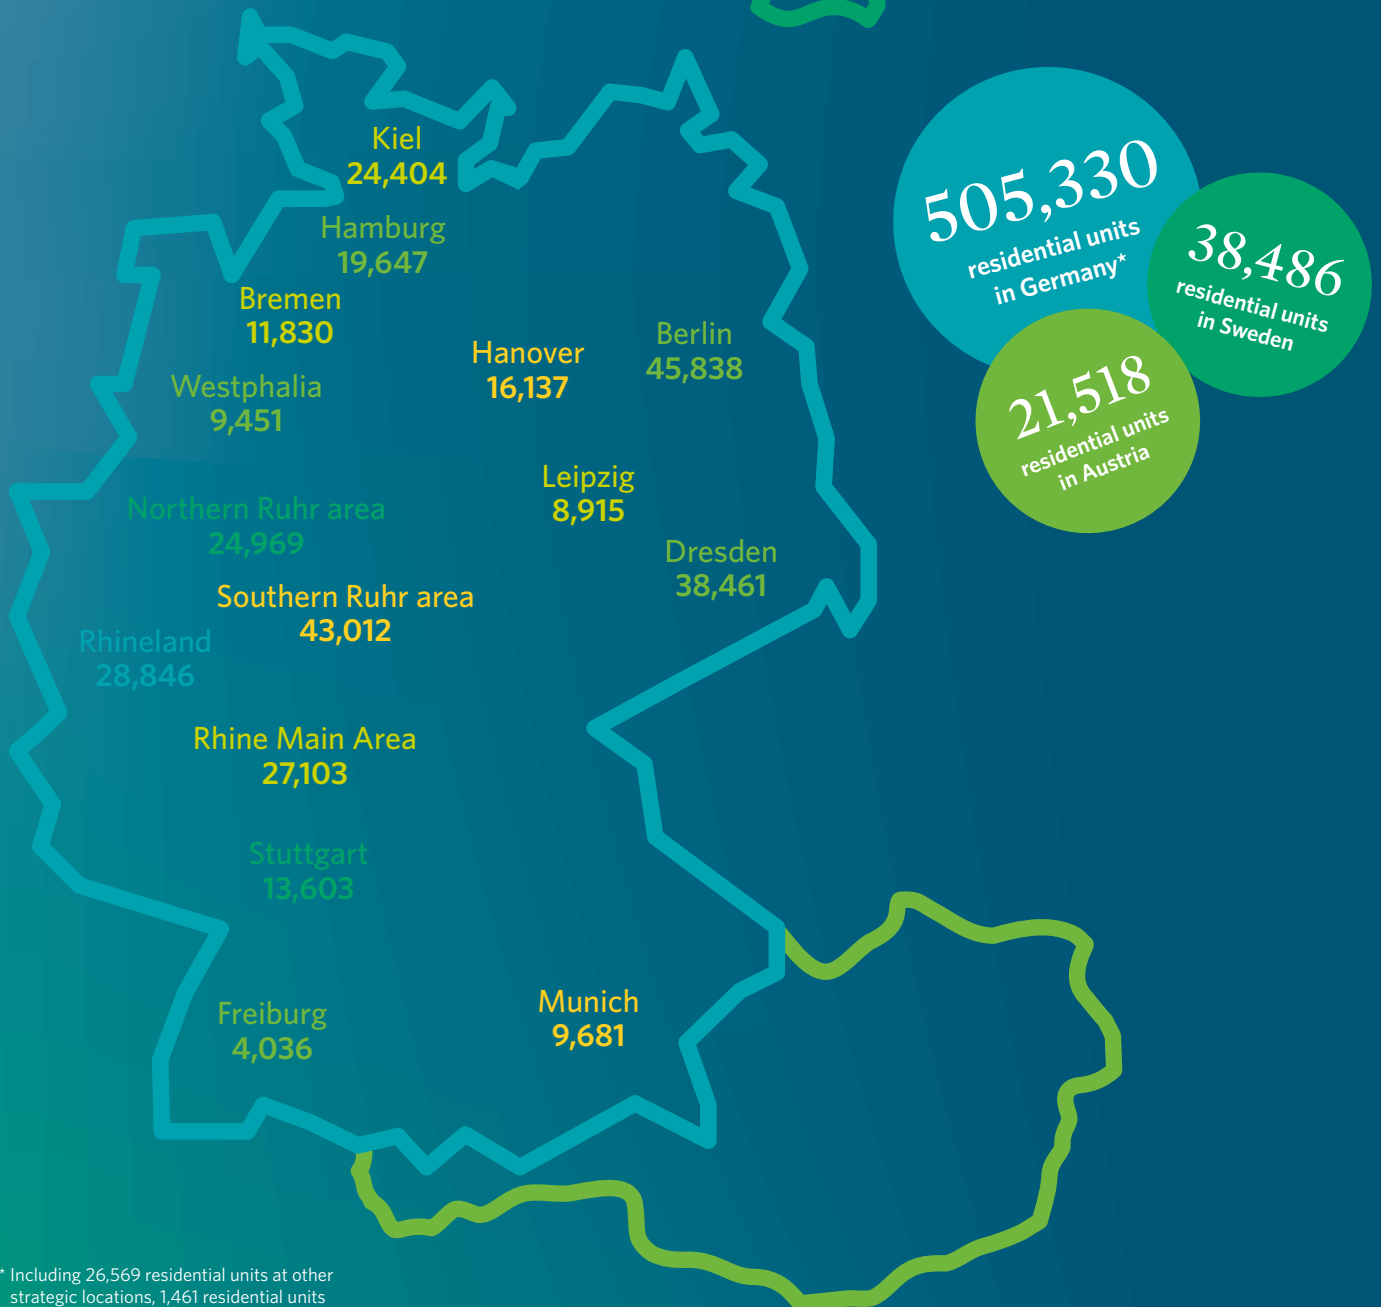 Kiel
24,404
Hamburg
19,647
Bremen
11,830
Hanover
16,137
Berlin
45,838
Westphalia
9,451
Leipzig
8,915
Northern Ruhr area
24,969
Dresden
38,461
Southern Ruhr area
43,012
Rhineland
28,846
Rhine Main Area
27,103
Stuttgart
13,603
Freiburg
4,036
Munich
9,681
505,330
residential units
in Germany*
38,486
residential units
in Sweden
21,518
residential units
in Austria
* Including 26,569 residential units at other
strategic locations, 1,461 residential units